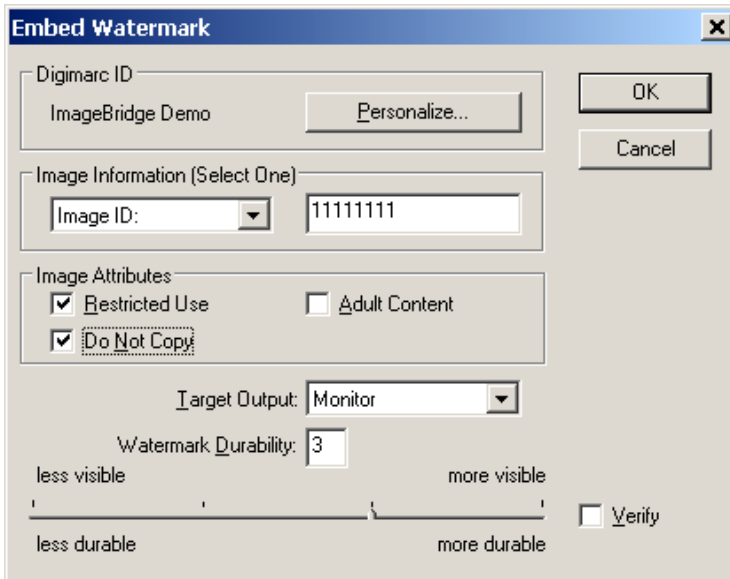 Embed Watermark
Digimarc ID
ImageBridge Demo
Personalize...
OK
Cancel
Image Information (Select One)
Image ID:
11111111
Image Attributes
Restricted Use
Adult Content
Do Not Copy
Target Output:
Monitor
Watermark Durability:
3
less visible
more visible
less durable
more durable
Verify